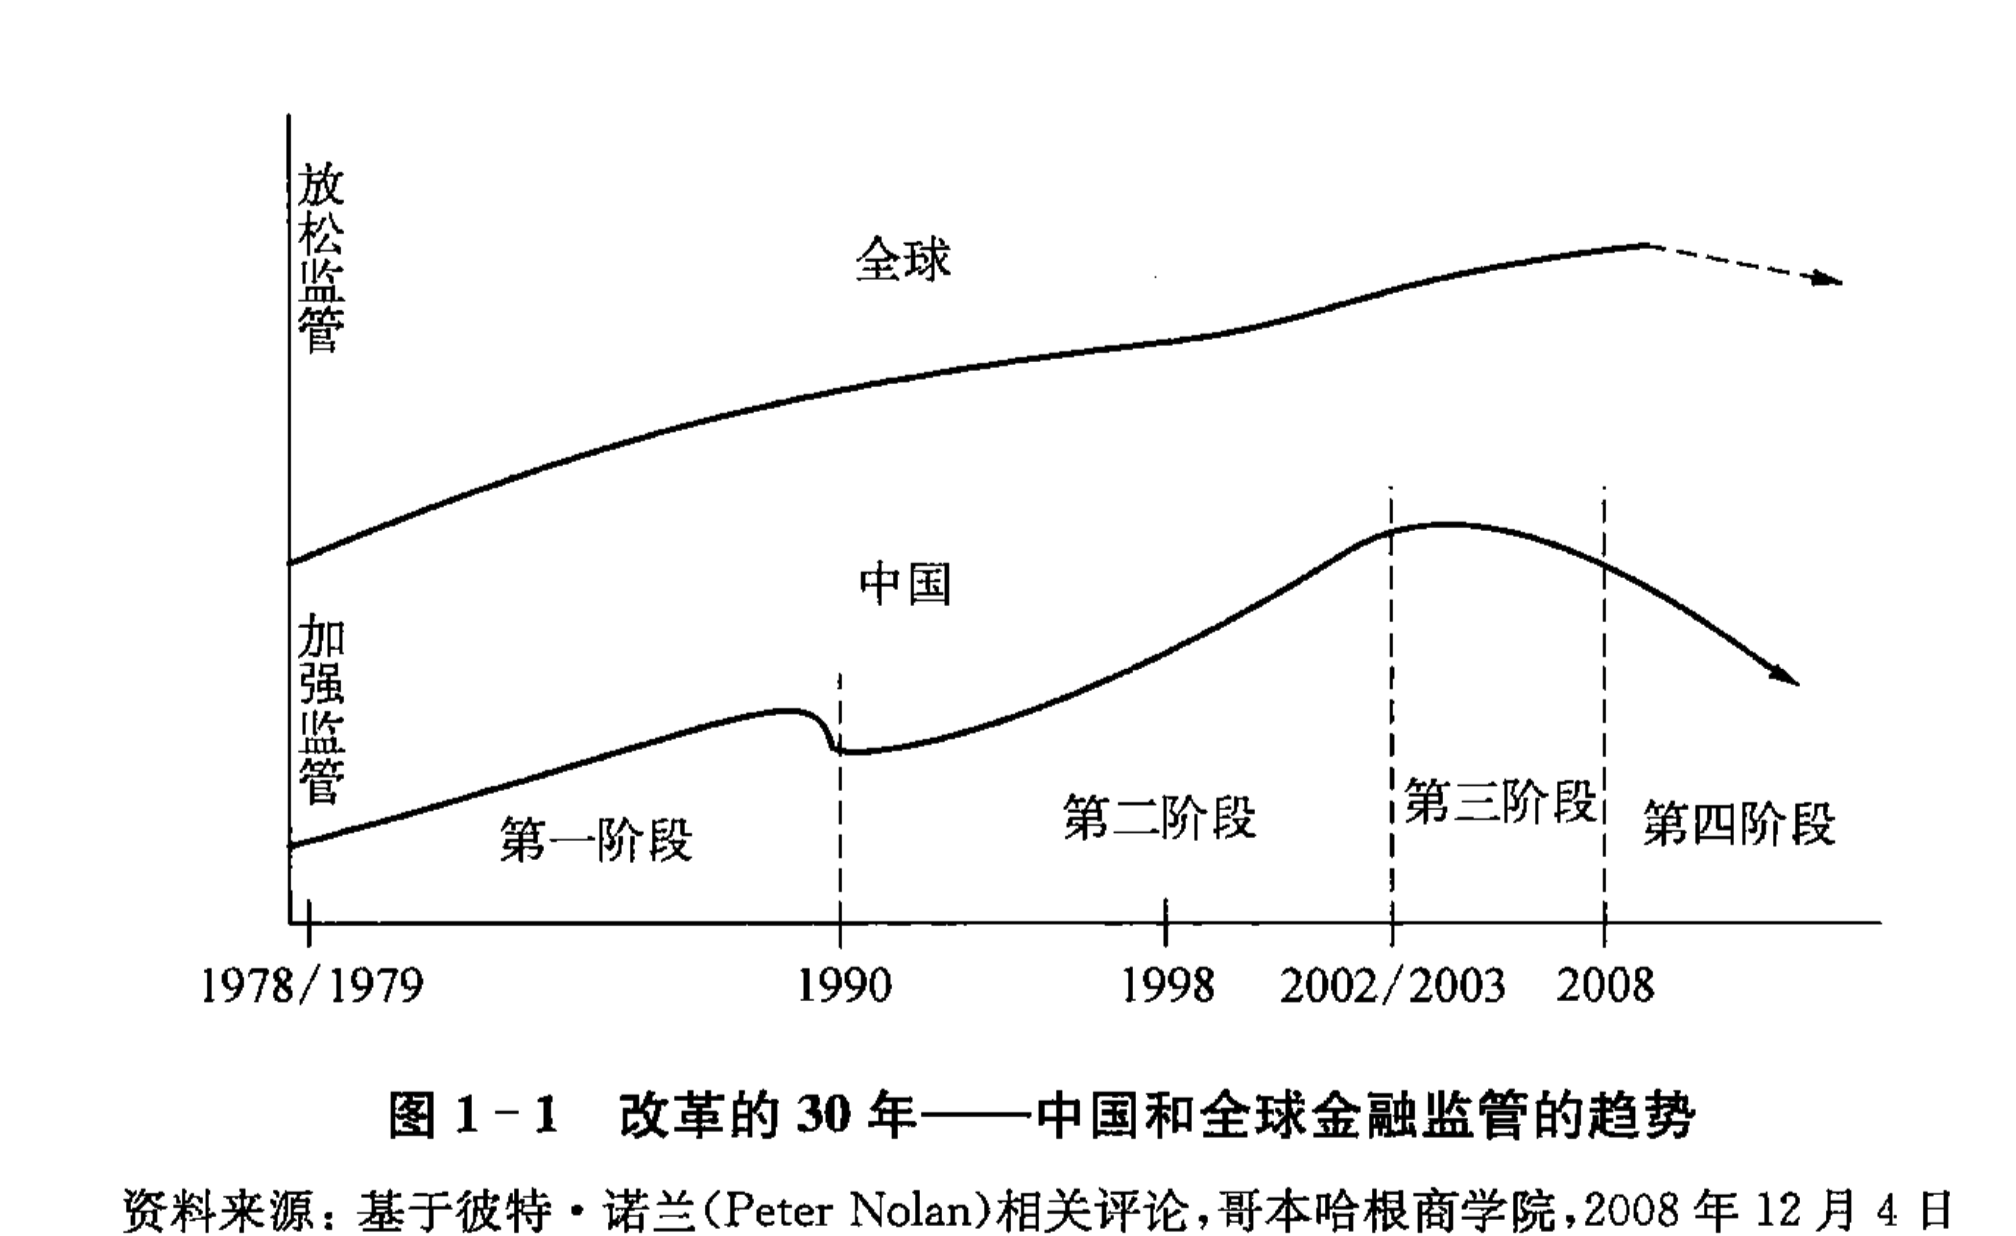 放松监管
全球
中国
加强监管
第一阶段
第二阶段
第三阶段
第四阶段
1978/1979
1990
1998
2002/2003
2008
图 1-1 改革的 30 年——中国和全球金融监管的趋势
资料来源：基于彼特·诺兰(Peter Nolan)相关评论,哥本哈根商学院,2008 年 12 月 4 日